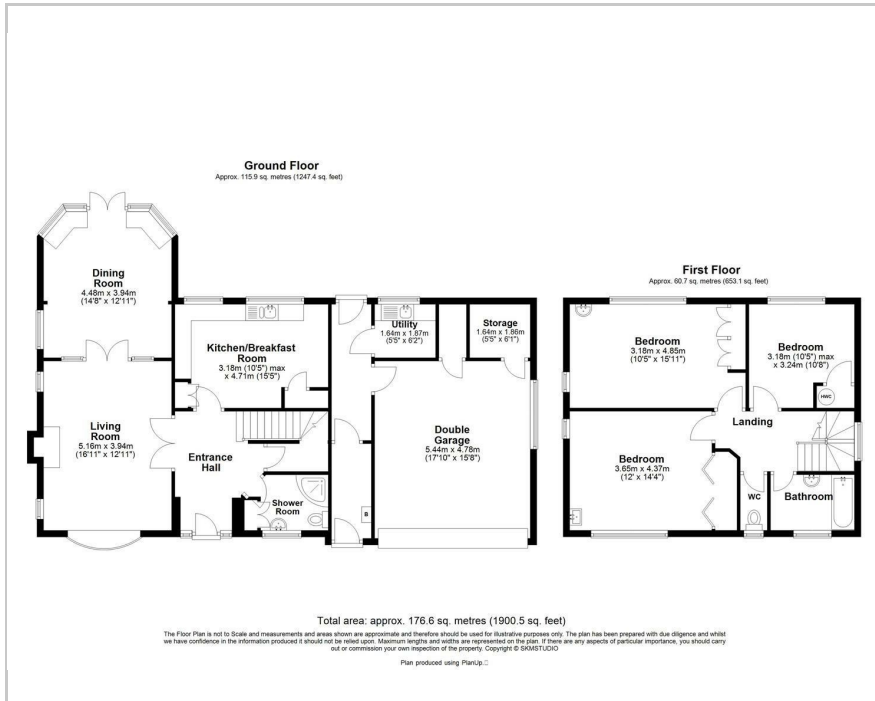 Ground Floor
Approx. 115.9 sq. metres (1247.4 sq. feet)
Dining
Room
4.48m x 3.94m
(14'8" x 12'11")
Kitchen/Breakfast
Room
3.18m (10'5") max
x 4.71m (15'5")
Utility
1.64m x 1.87m
(5'5" x 6'2")
Storage
1.64m x 1.86m
(5'5" x 6'1")
Living
Room
5.16m x 3.94m
(16'11" x 12'11")
Entrance
Hall
Shower
Room
Double
Garage
5.44m x 4.78m
(17'10" x 15'8")
B
First Floor
Approx. 60.7 sq. metres (653.1 sq. feet)
Bedroom
3.18m x 4.85m
(10'5" x 15'11")
Bedroom
3.18m (10'5") max
x 3.24m (10'8")
HWC
Landing
Bedroom
3.65m x 4.37m
(12' x 14'4")
WC
Bathroom
Total area: approx. 176.6 sq. metres (1900.5 sq. feet)
The Floor Plan is not to Scale and measurements and areas shown are approximate and therefore should be used for illustrative purposes only. The plan has been prepared with due diligence and whilst
we have confidence in the information produced it should not be relied upon. Maximum lengths and widths are represented on the plan. If there are any aspects of particular importance, you should carry
out or commission your own inspection of the property. Copyright © SKMSTUDIO
Plan produced using PlanUp.